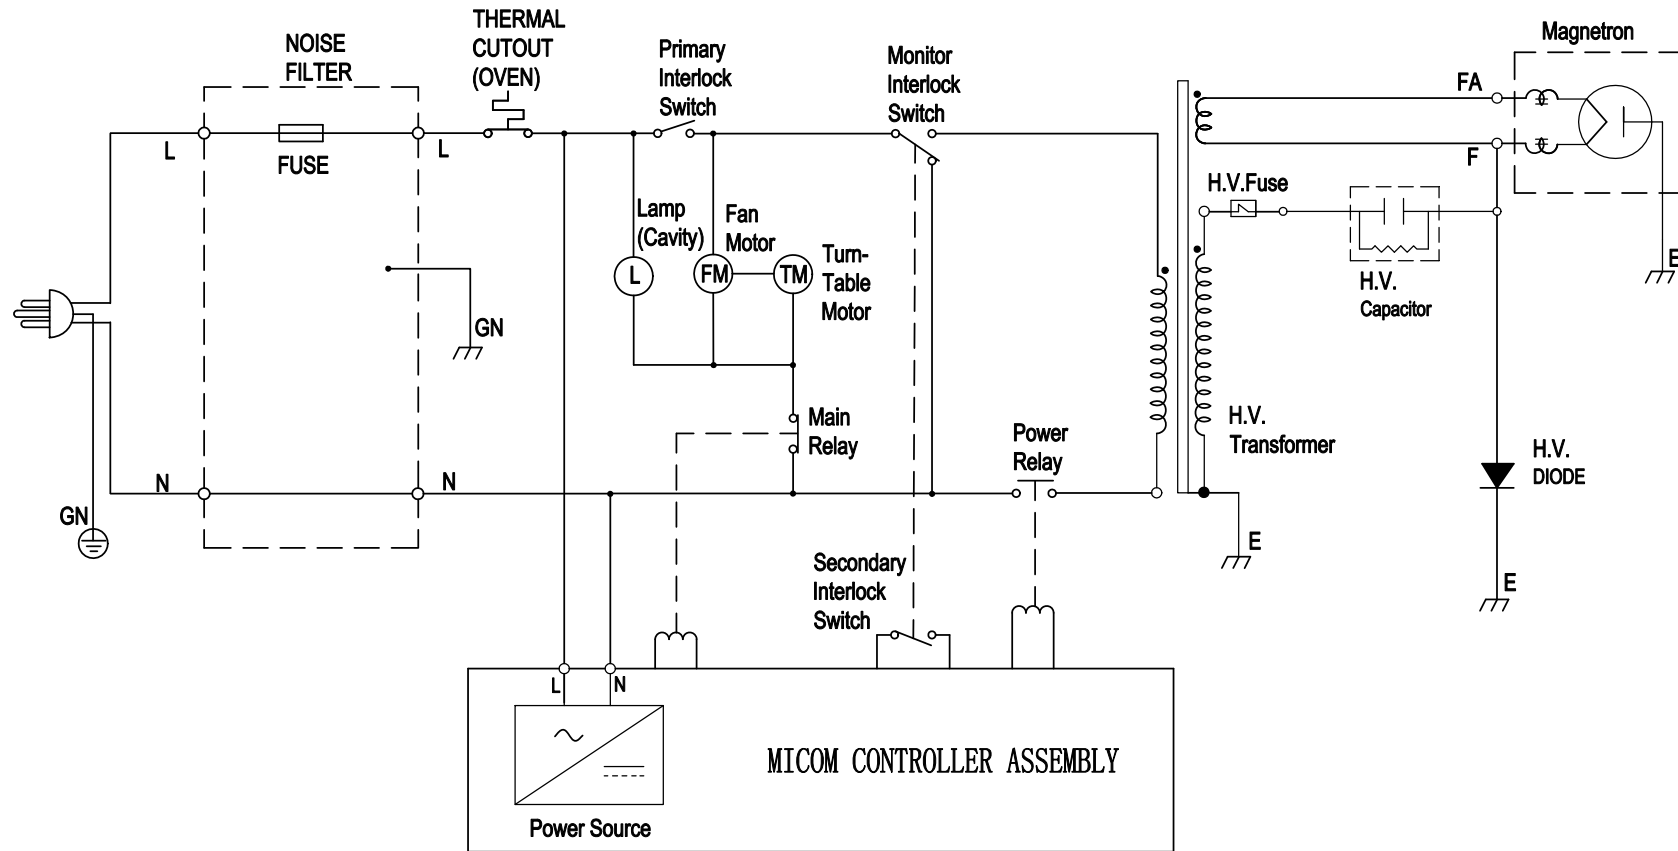 THERMAL
CUTOUT
(OVEN)
NOISE
FILTER
Primary
Interlock
Switch
Monitor
Interlock
Switch
Magnetron
FA
L
FUSE
L
F
H.V.Fuse
Lamp
(Cavity)
Fan
Motor
Turn-
Table
Motor
L
FM
TM
E
H.V.
Capacitor
GN
Main
Relay
H.V.
Transformer
Power
Relay
H.V.
DIODE
N
N
GN
E
Secondary
Interlock
Switch
E
L
N
MICOM CONTROLLER ASSEMBLY
Power Source